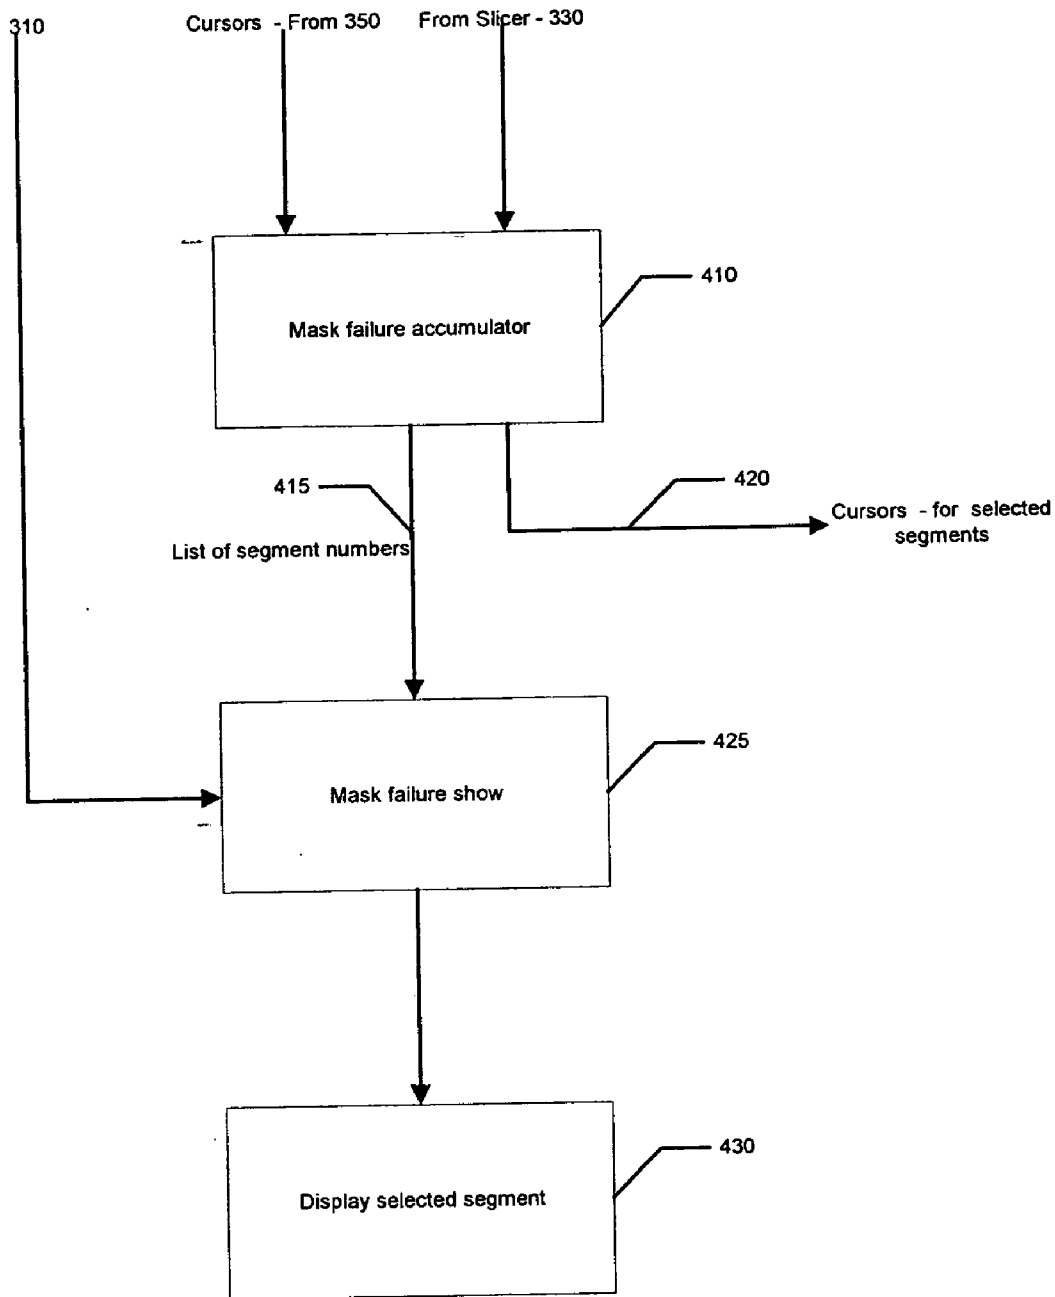 310
Cursors - From 350
From Slicer - 330
410
Mask failure accumulator
415
420
Cursors - for selected
segments
List of segment numbers
425
Mask failure show
430
Display selected segment